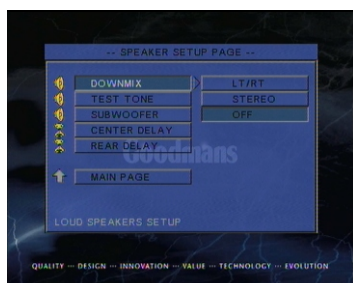 -- SPEAKER SETUP PAGE --
DOWNMIX
LT/RT
TEST TONE
STEREO
SUBWOOFER
OFF
CENTER DELAY
REAR DELAY
Goodmans
MAIN PAGE
LOUD SPEAKERS SETUP
QUALITY --- DESIGN --- INNOVATION --- VALUE --- TECHNOLOGY --- EVOLUTION